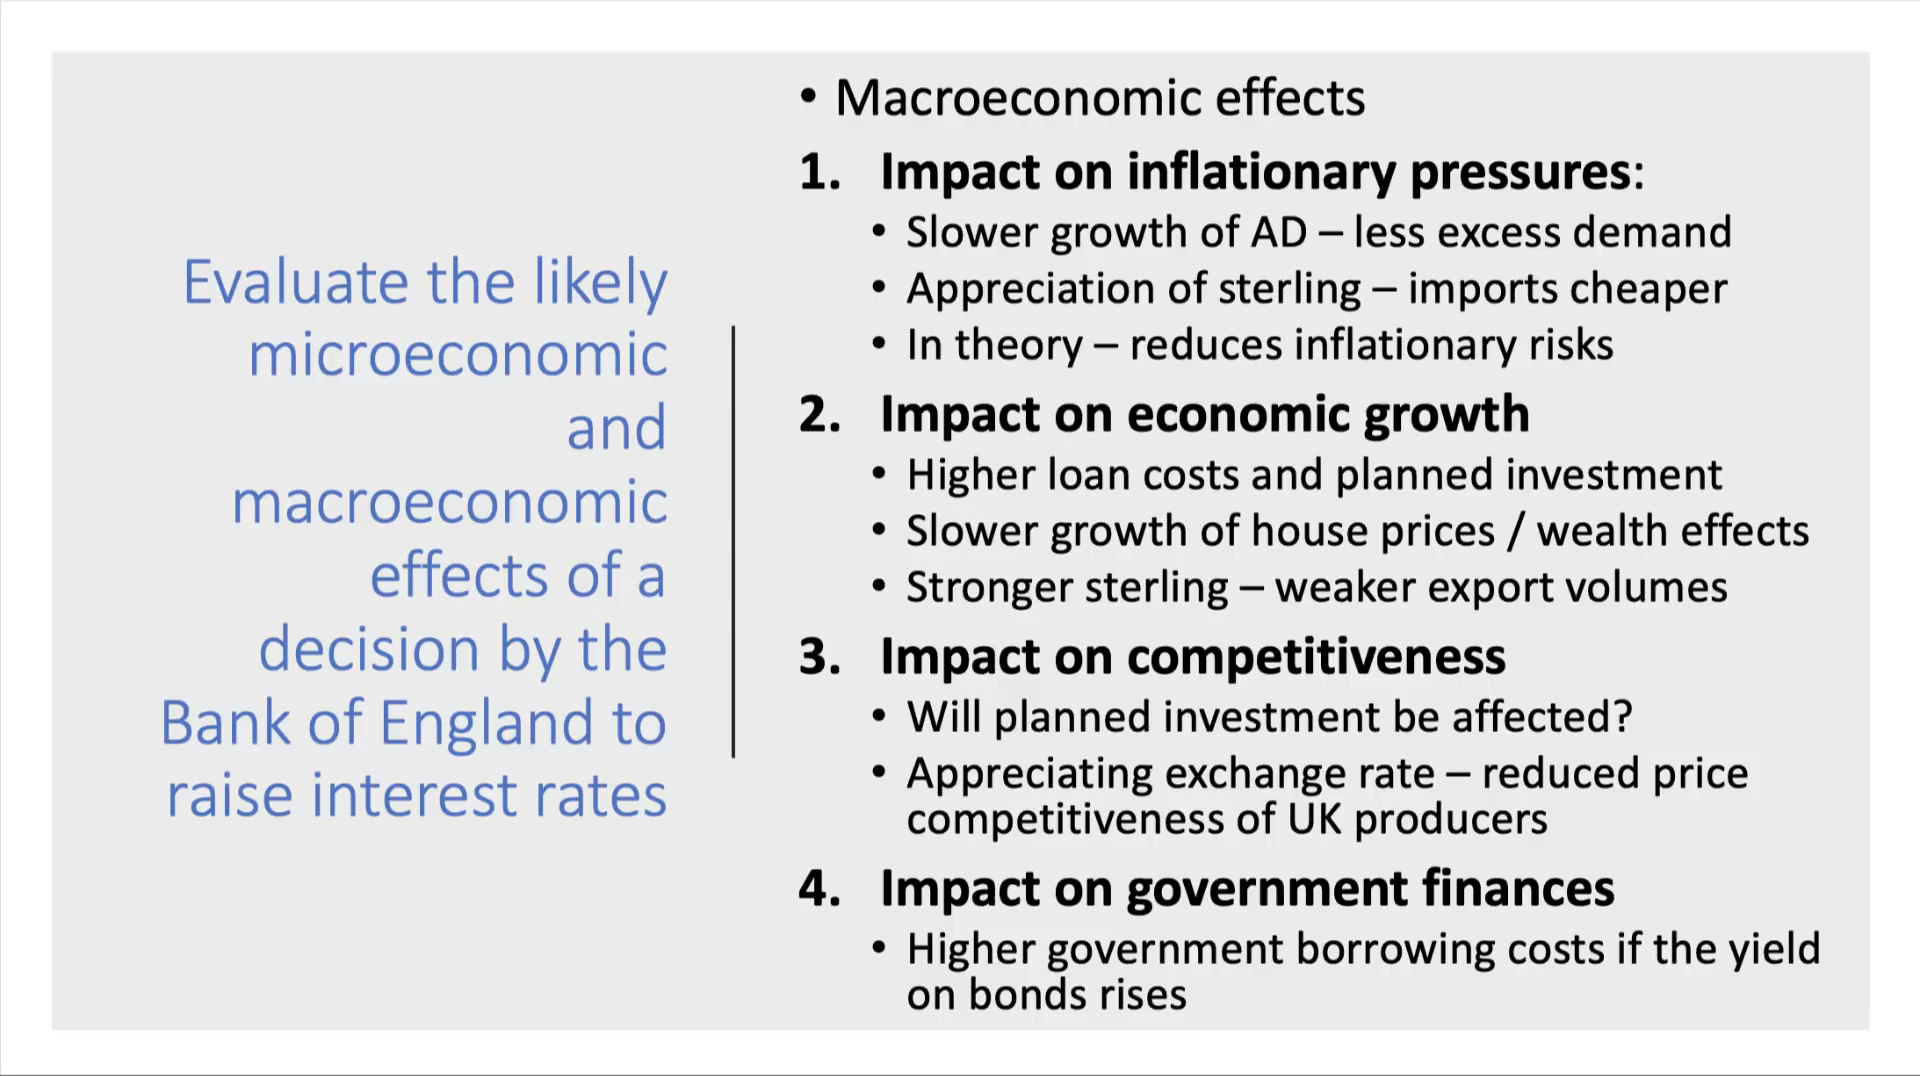 Evaluate the likely
microeconomic
and
macroeconomic
effects of a
decision by the
Bank of England to
raise interest rates
• Macroeconomic effects
1. Impact on inflationary pressures:
• Slower growth of AD – less excess demand
• Appreciation of sterling – imports cheaper
• In theory – reduces inflationary risks
2. Impact on economic growth
• Higher loan costs and planned investment
• Slower growth of house prices / wealth effects
• Stronger sterling – weaker export volumes
3. Impact on competitiveness
• Will planned investment be affected?
• Appreciating exchange rate – reduced price
competitiveness of UK producers
4. Impact on government finances
• Higher government borrowing costs if the yield
on bonds rises